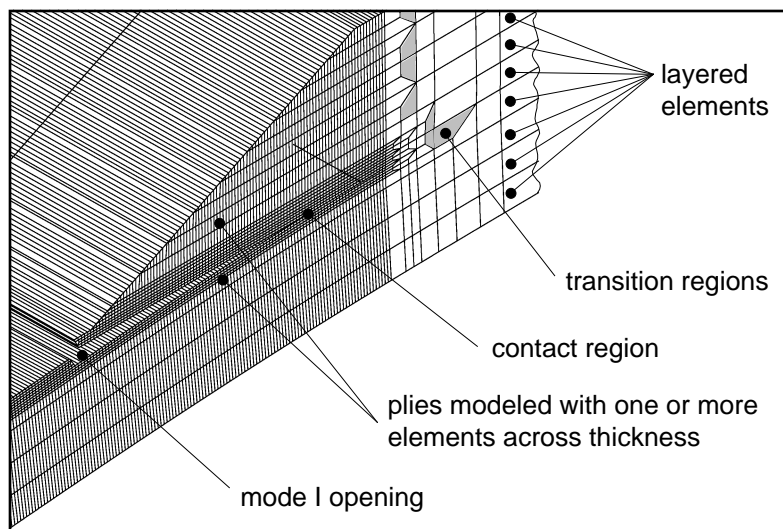 layered
elements
transition regions
contact region
plies modeled with one or more
elements across thickness
mode I opening